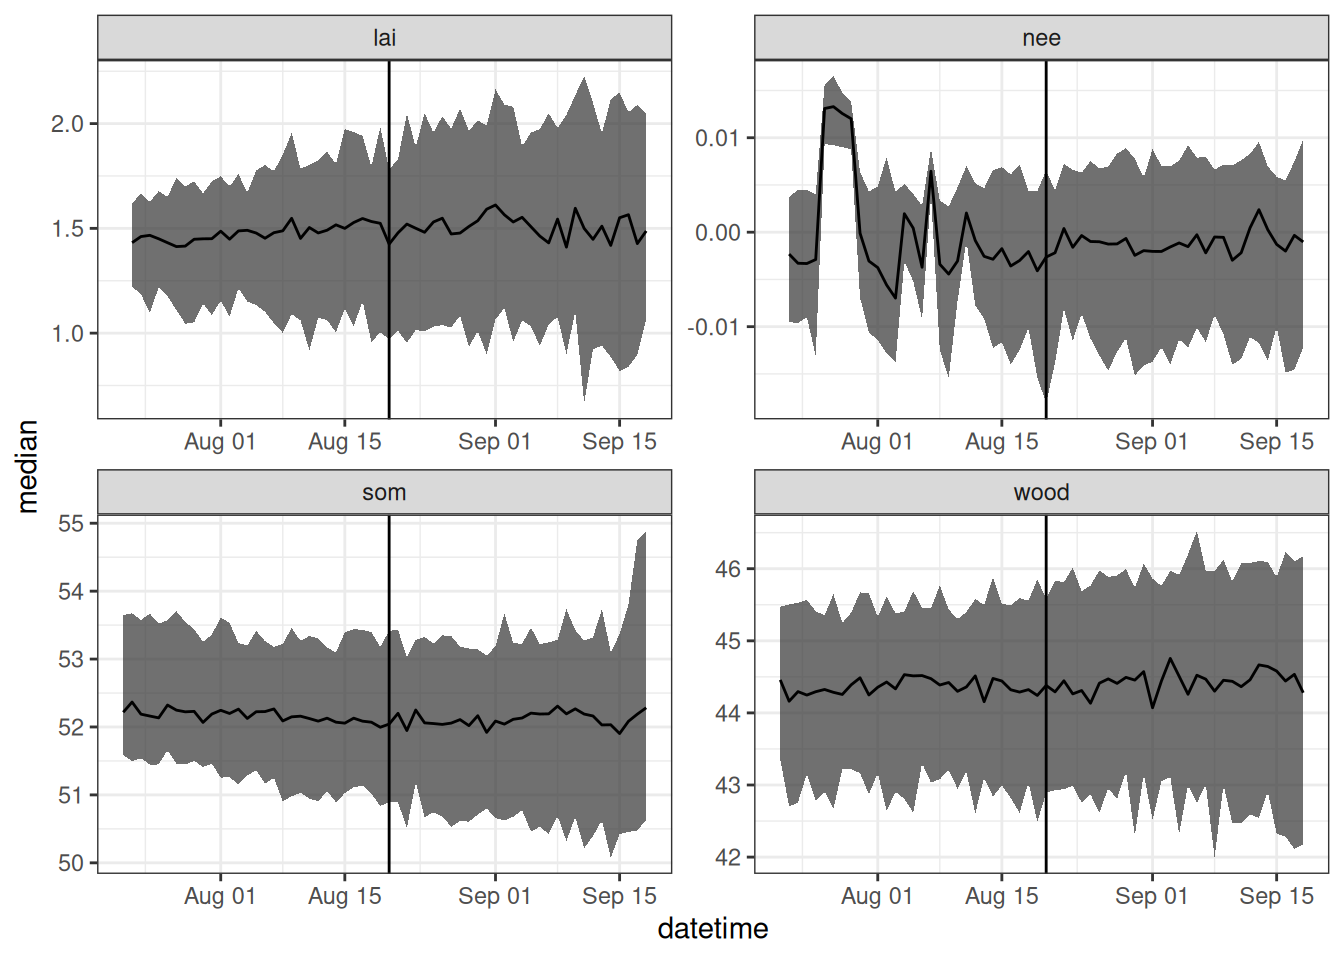 lai
nee
2.0
1.5
1.0
0.01
0.00
-0.01
Aug 01 Aug 15 Sep 01 Sep 15
Aug 01 Aug 15 Sep 01 Sep 15
median
som
wood
55
54
53
52
51
50
46
45
44
43
42
Aug 01 Aug 15 Sep 01 Sep 15
Aug 01 Aug 15 Sep 01 Sep 15
datetime